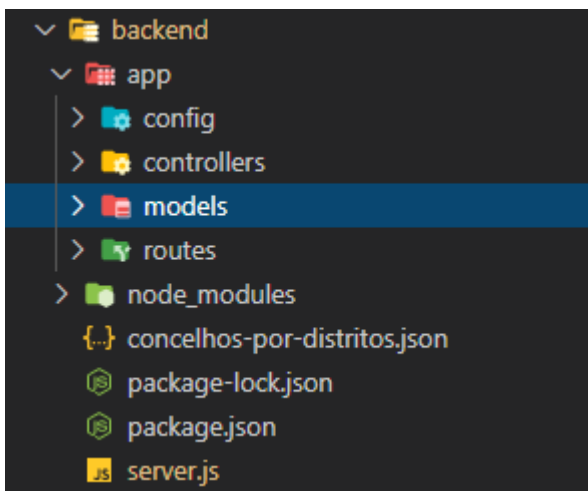 backend
app
config
controllers
models
routes
node_modules
concelhos-por-distritos.json
package-lock.json
package.json
server.js